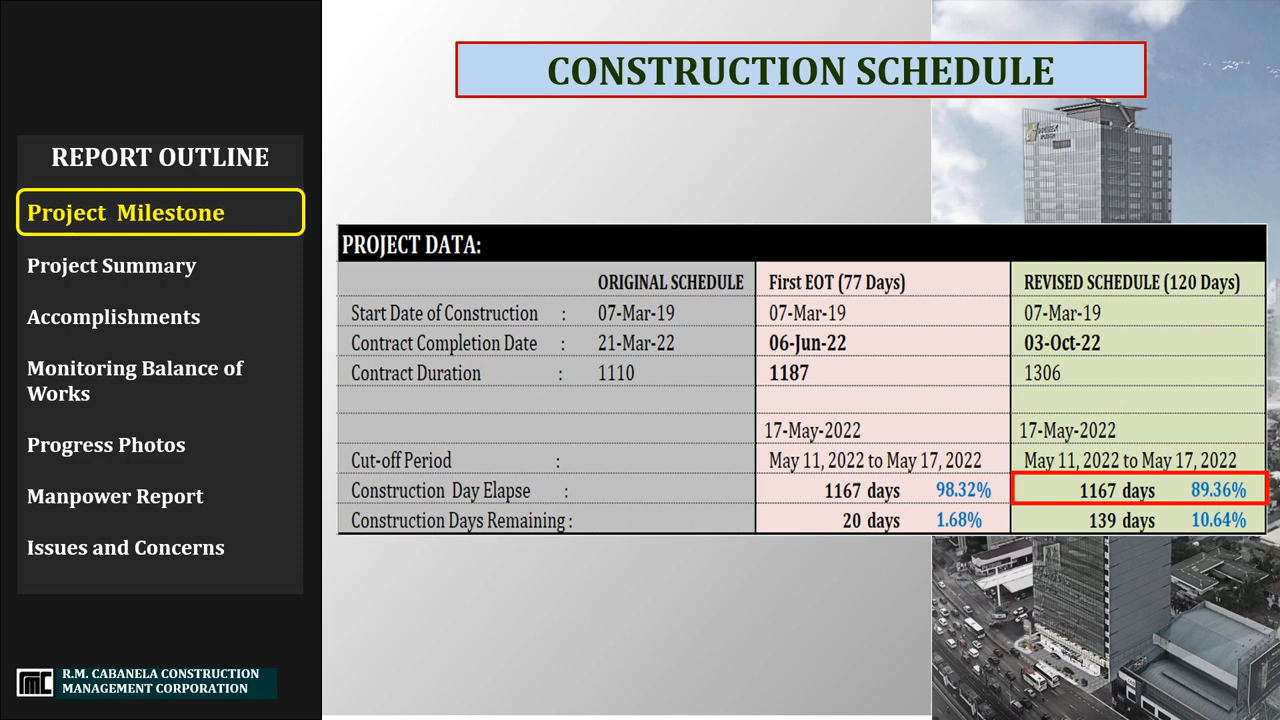 CONSTRUCTION SCHEDULE
REPORT OUTLINE
Project Milestone
Project Summary
Accomplishments
Monitoring Balance of
Works
Progress Photos
Manpower Report
Issues and Concerns
R.M. CABANELA CONSTRUCTION
MANAGEMENT CORPORATION
PROJECT DATA:
ORIGINAL SCHEDULE First EOT (77 Days) REVISED SCHEDULE (120 Days)
Start Date of Construction : 07-Mar-19 07-Mar-19 07-Mar-19
Contract Completion Date : 21-Mar-22 06-Jun-22 03-Oct-22
Contract Duration : 1110 1187 1306
17-May-2022 17-May-2022
Cut-off Period : May 11, 2022 to May 17, 2022 May 11, 2022 to May 17, 2022
Construction Day Elapse : 1167 days 98.32% 1167 days 89.36%
Construction Days Remaining : 20 days 1.68% 139 days 10.64%